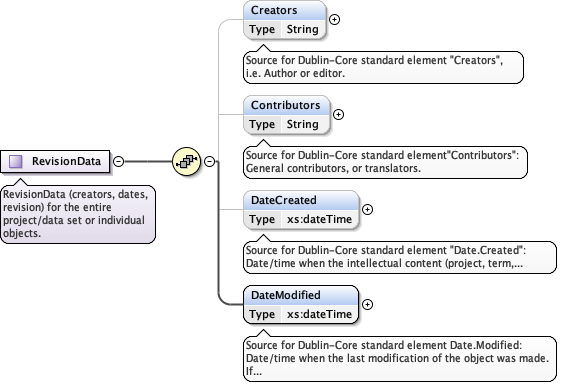 Creators
Type String
Source for Dublin-Core standard element "Creators",
i.e. Author or editor.
Contributors
Type String
Source for Dublin-Core standard element"Contributors":
General contributors, or translators.
RevisionData
RevisionData (creators, dates,
revision) for the entire
project/data set or individual
objects.
DateCreated
Type xs:dateTime
Source for Dublin-Core standard element "Date.Created":
Date/time when the intellectual content (project, term,...
DateModified
Type xs:dateTime
Source for Dublin-Core standard element Date.Modified:
Date/time when the last modification of the object was made.
If...